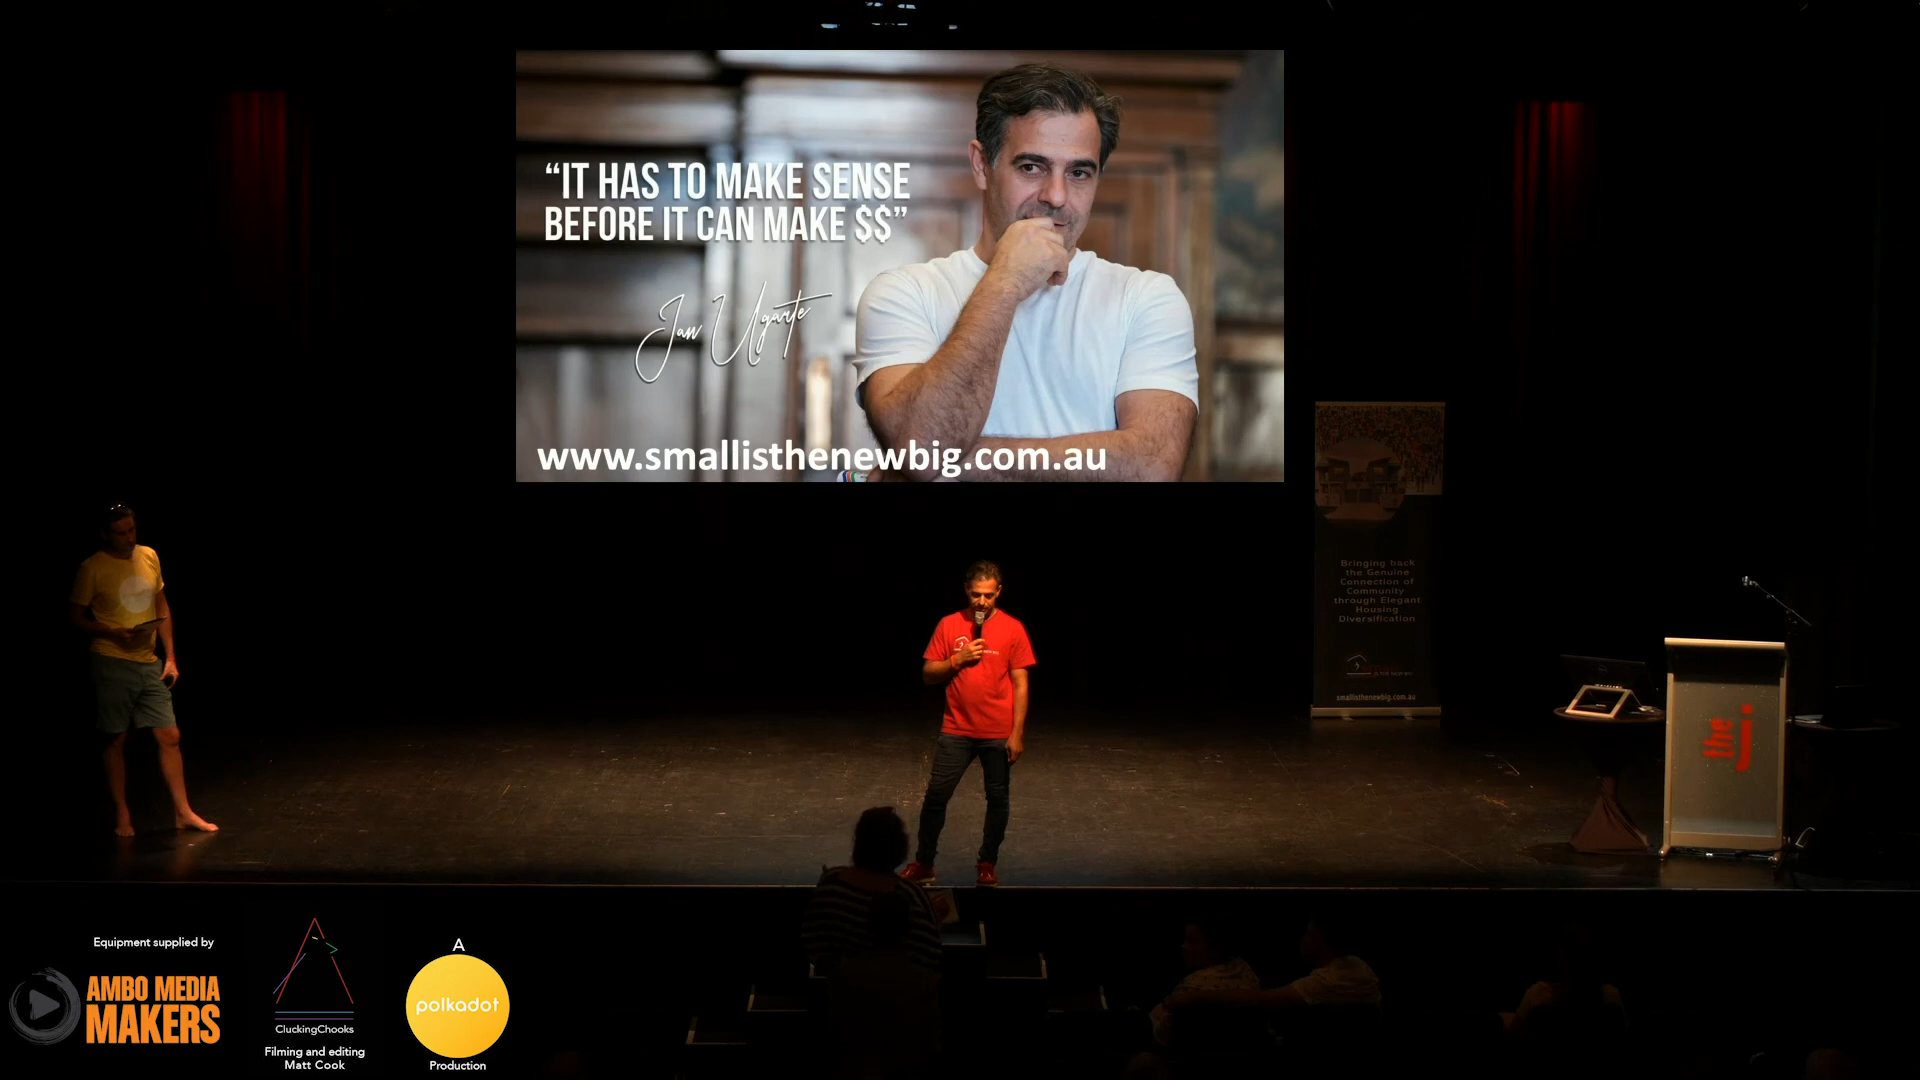 “IT HAS TO MAKE SENSE
BEFORE IT CAN MAKE $$”
Jan Ugarte
www.smallisthenewbig.com.au
Bringing back
the Genuine
Connection of
Community
through Elegant
Housing
Diversification
smallisthenewbig.com.au
the j
Equipment supplied by
AMBO MEDIA
MAKERS
CluckingChooks
Filming and editing
Matt Cook
A
polkadot
Production